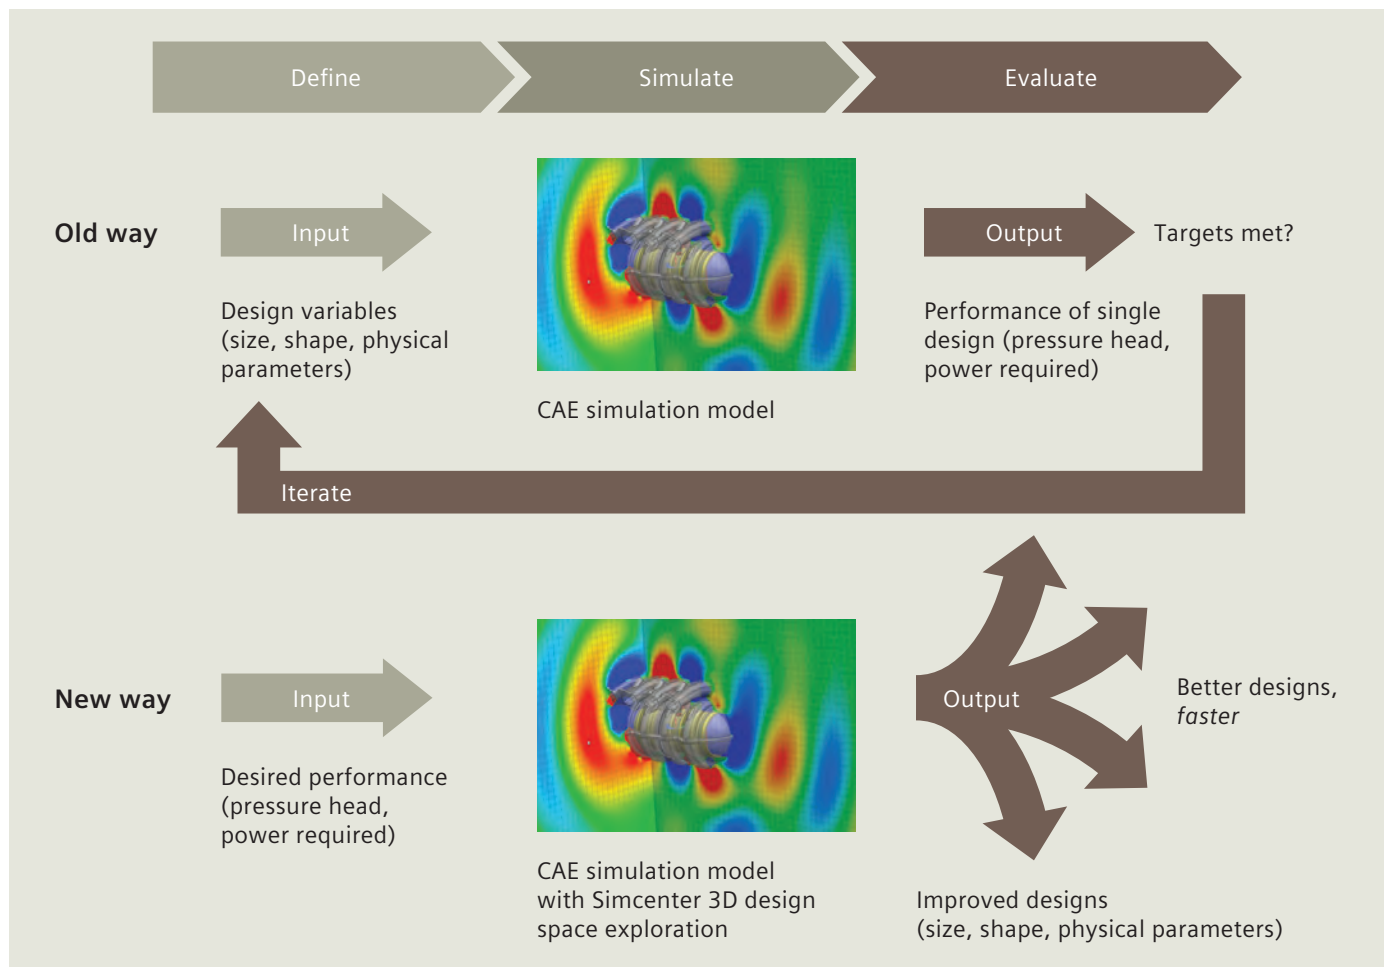 Define
Simulate
Evaluate
Old way
Input
Output
Targets met?
Design variables
(size, shape, physical
parameters)
CAE simulation model
Performance of single
design (pressure head,
power required)
Iterate
New way
Input
Output
Better designs,
faster
Desired performance
(pressure head,
power required)
CAE simulation model
with Simcenter 3D design
space exploration
Improved designs
(size, shape, physical parameters)